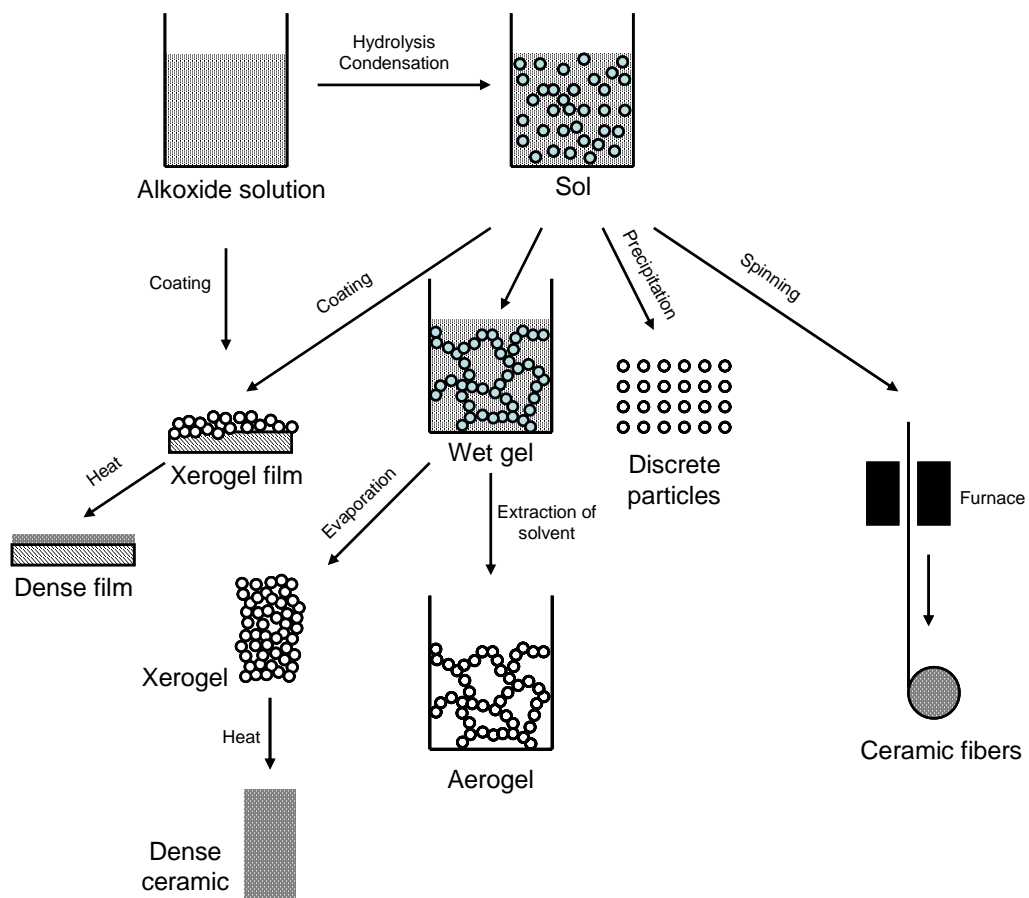 Hydrolysis
Condensation
Alkoxide solution
Sol
Coating
Coating
Precipitation
Spinning
Xerogel film
Wet gel
Discrete
particles
Furnace
Heat
Evaporation
Extraction of
solvent
Dense film
Xerogel
Heat
Aerogel
Ceramic fibers
Dense
ceramic